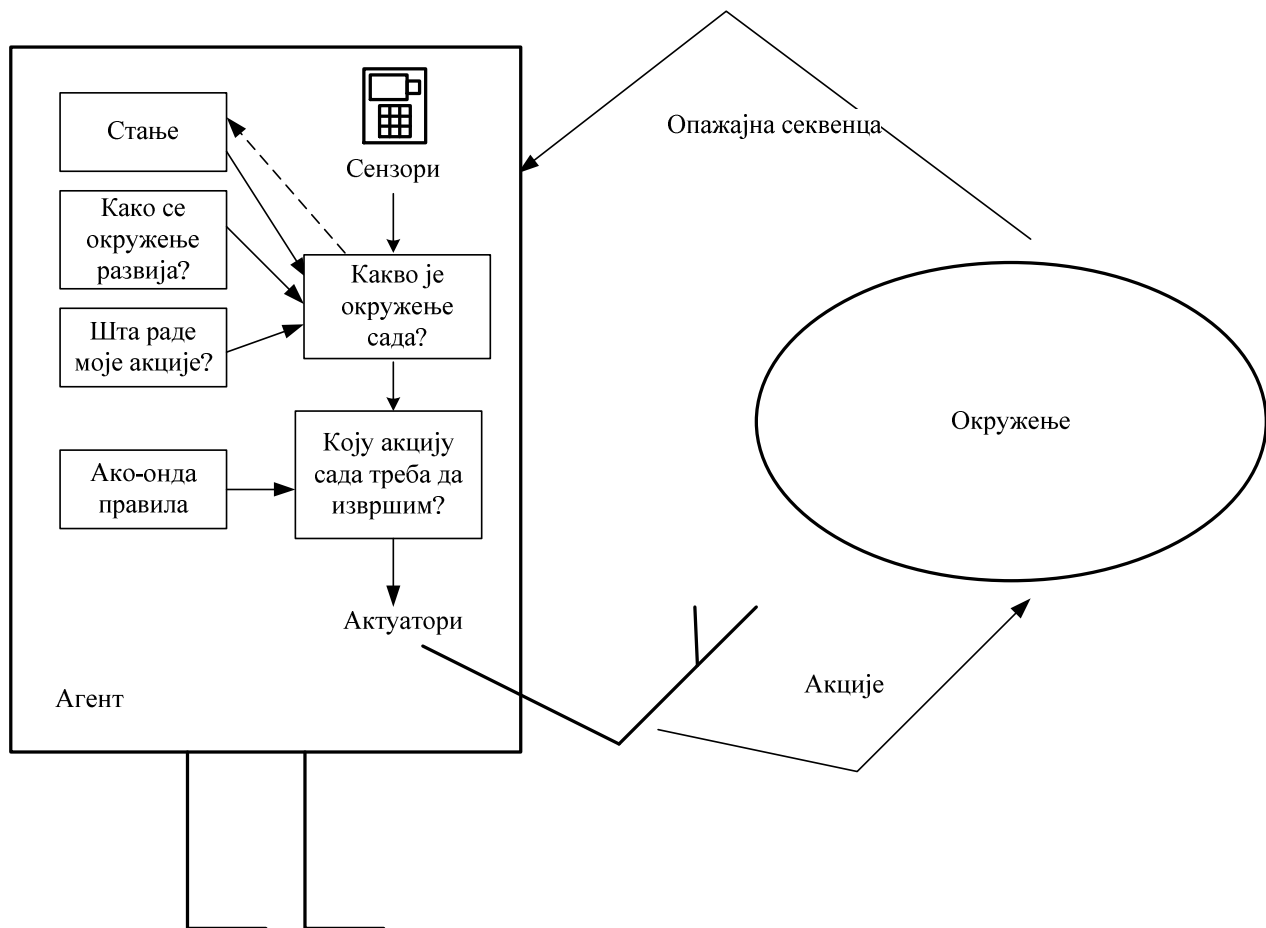 Стање
Сензори
Како се
окружење
развија?
Какво је
окружење
сада?
Шта раде
моје акције?
Коју акцију
сада треба да
извршим?
Ако-онда
правила
Актуатори
Агент
Опажајна секвенца
Окружење
Акције